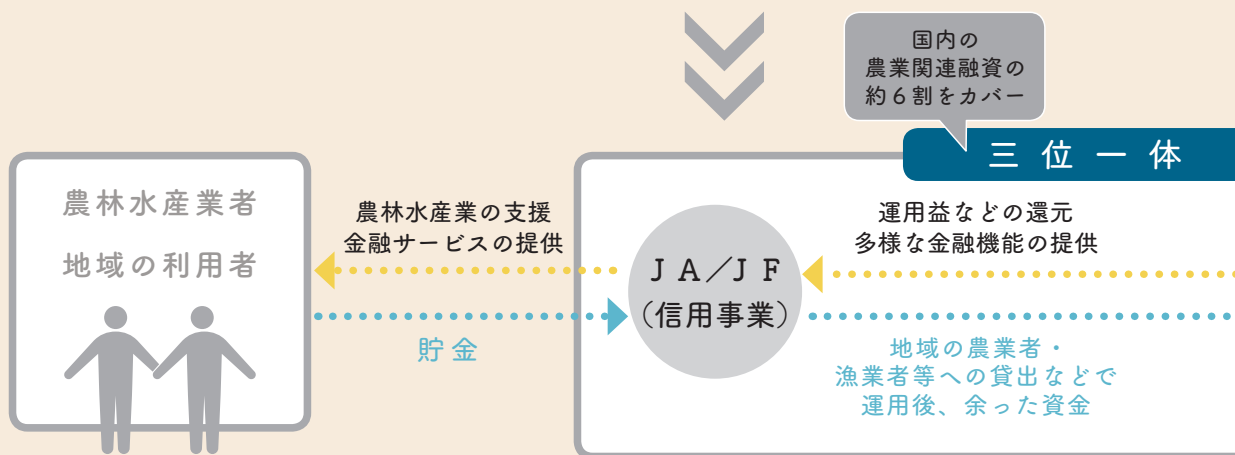 国内の
農業関連融資の
約6割をカバー
三位一体
農林水産業者
地域の利用者
農林水産業の支援
金融サービスの提供
貯金
JA／JF
（信用事業）
運用益などの還元
多様な金融機能の提供
地域の農業者・
漁業者等への貸出などで
運用後、余った資金